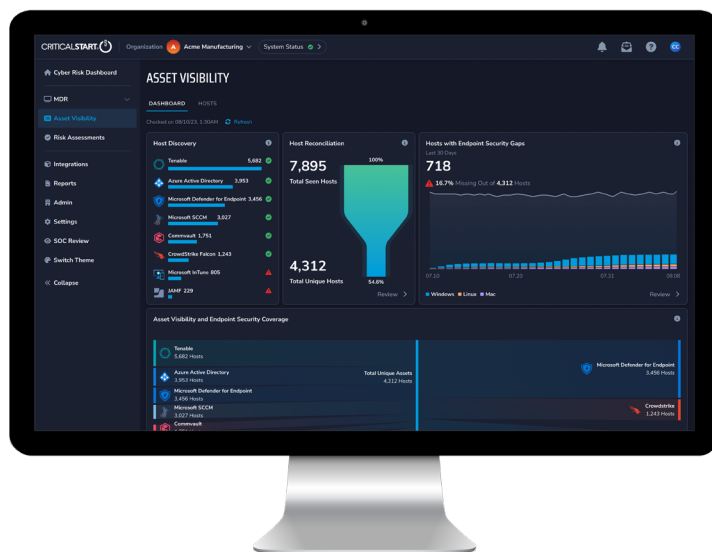 CRITICALSTART Organization A Acme Manufacturing System Status CC
Cyber Risk Dashboard
MDR
Asset Visibility
Risk Assessments
Integrations
Reports
Admin
Settings
SOC Review
Switch Theme
Collapse
ASSET VISIBILITY
DASHBOARD HOSTS
Checked on 08/10/23, 1:30AM Refresh
Host Discovery
Tenable 5,682
Azure Active Directory 3,953
Microsoft Defender for Endpoint 3,456
Microsoft SCCM 3,027
Commvault 1,751
CrowdStrike Falcon 1,243
Microsoft InTune 805
JAMF 229
Host Reconciliation
7,895
Total Seen Hosts
100%
4,312
Total Unique Hosts
54.6%
Review
Hosts with Endpoint Security Gaps
Last 30 Days
718
16.7% Missing Out of 4,312 Hosts
07.10 07.20 07.31 08.08
Windows Linux Mac Review
Asset Visibility and Endpoint Security Coverage
Tenable
5,682 Hosts
Azure Active Directory
3,953 Hosts
Microsoft Defender for Endpoint
3,456 Hosts
Microsoft SCCM
3,027 Hosts
Commvault
Total Unique Assets
4,312 Hosts
Microsoft Defender for Endpoint
3,456 Hosts
Crowdstrike
1,243 Hosts